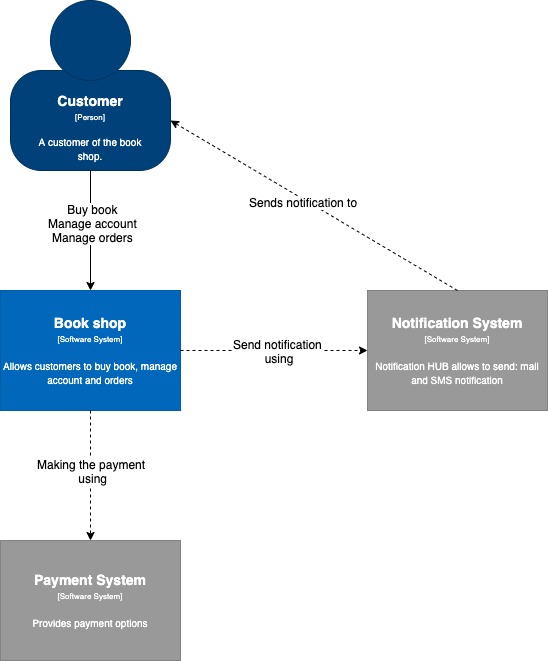 Customer
[Person]
A customer of the book
shop.
Buy book
Manage account
Manage orders
Sends notification to
Book shop
[Software System]
Allows customers to buy book, manage
account and orders
Send notification
using
Notification System
[Software System]
Notification HUB allows to send: mail
and SMS notification
Making the payment
using
Payment System
[Software System]
Provides payment options